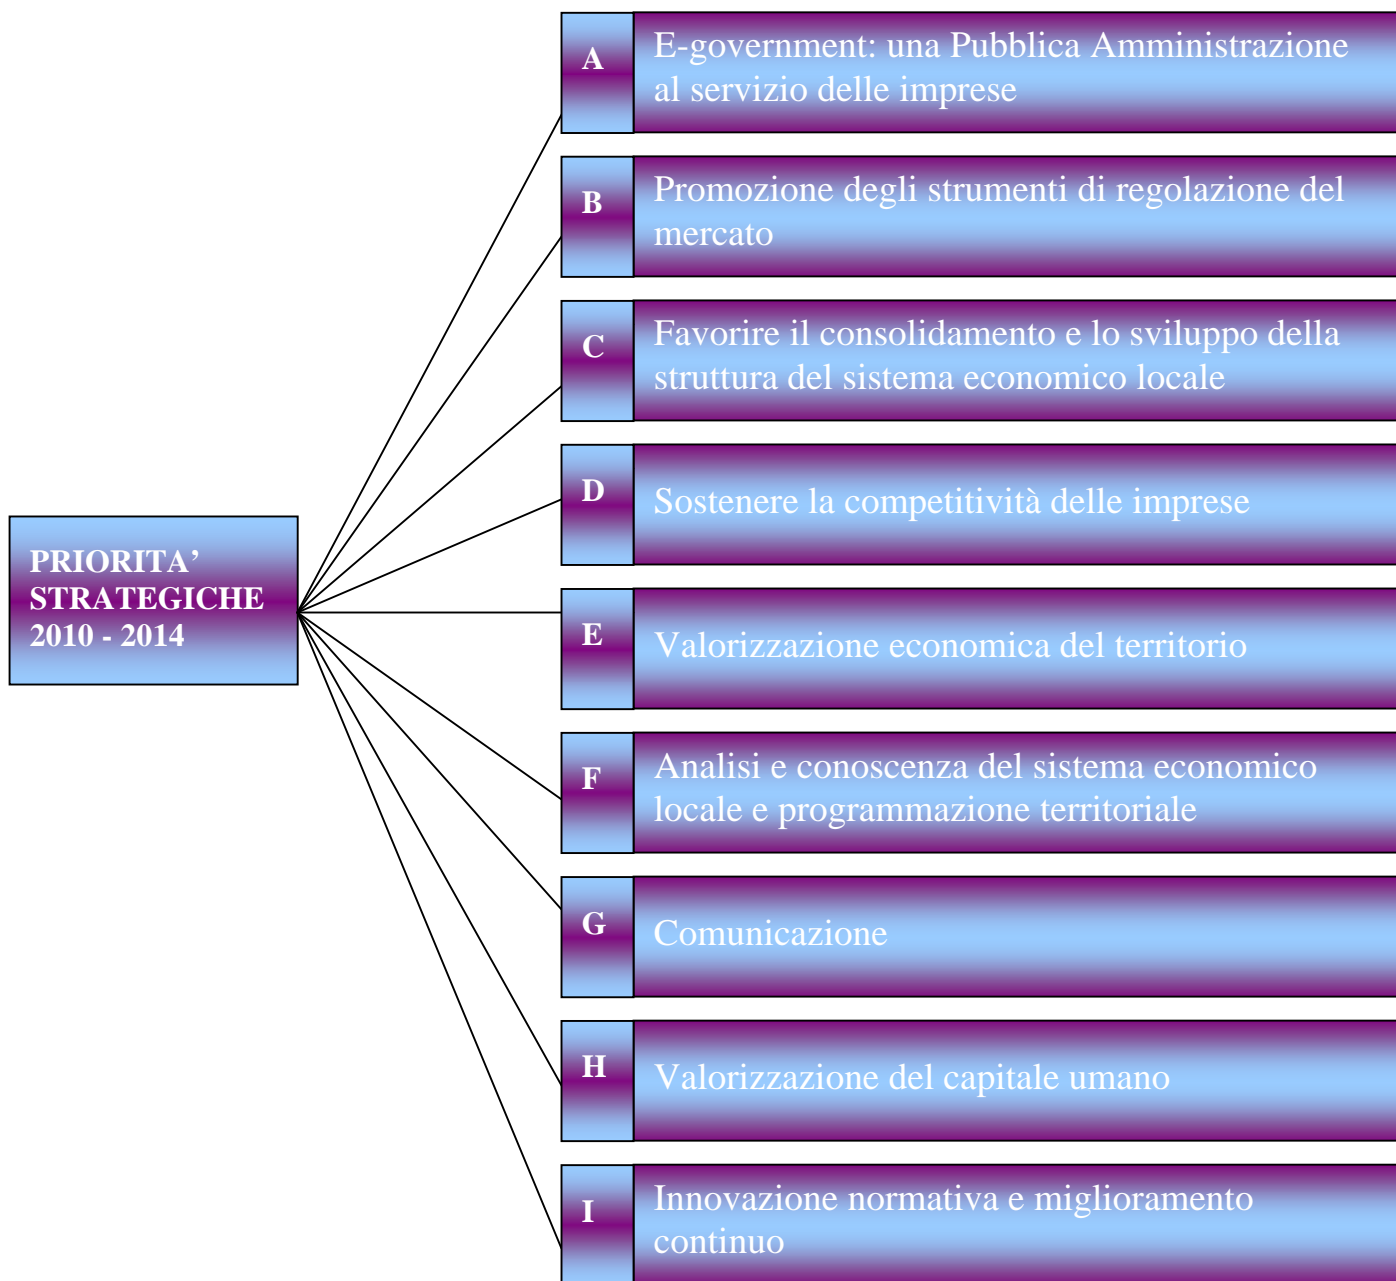 A
E-government: una Pubblica Amministrazione
al servizio delle imprese
B
Promozione degli strumenti di regolazione del
mercato
C
Favorire il consolidamento e lo sviluppo della
struttura del sistema economico locale
D
Sostenere la competitività delle imprese
PRIORITA’
STRATEGICHE
2010 - 2014
E
Valorizzazione economica del territorio
F
Analisi e conoscenza del sistema economico
locale e programmazione territoriale
G
Comunicazione
H
Valorizzazione del capitale umano
I
Innovazione normativa e miglioramento
continuo